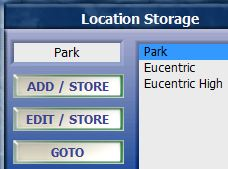 Location Storage
Park
ADD / STORE
EDIT / STORE
GOTO
Park
Eucentric
Eucentric High